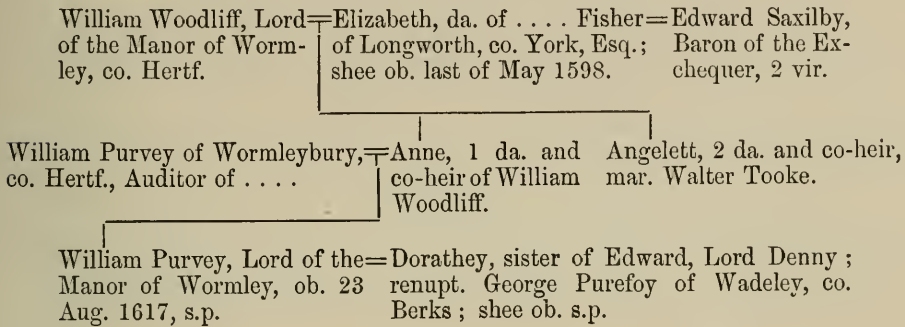 William Woodliff, Lord=Elizabeth, da. of . . . . Fisher=Edward Saxilby,
of the Manor of Worm- of Longworth, co. York, Esq.; Baron of the Ex-
ley, co. Hertf. shee ob. last of May 1598. chequer, 2 vir.
William Purvey of Wormleybury,=Anne, 1 da. and Angelett, 2 da. and co-heir,
co. Hertf., Auditor of . . . . co-heir of William mar. Walter Tooke.
Woodliff.
William Purvey, Lord of the=Dorathey, sister of Edward, Lord Denny;
Manor of Wormley, ob. 23 renupt. George Purefoy of Wadeley, co.
Aug. 1617, s.p. Berks; shee ob. s.p.